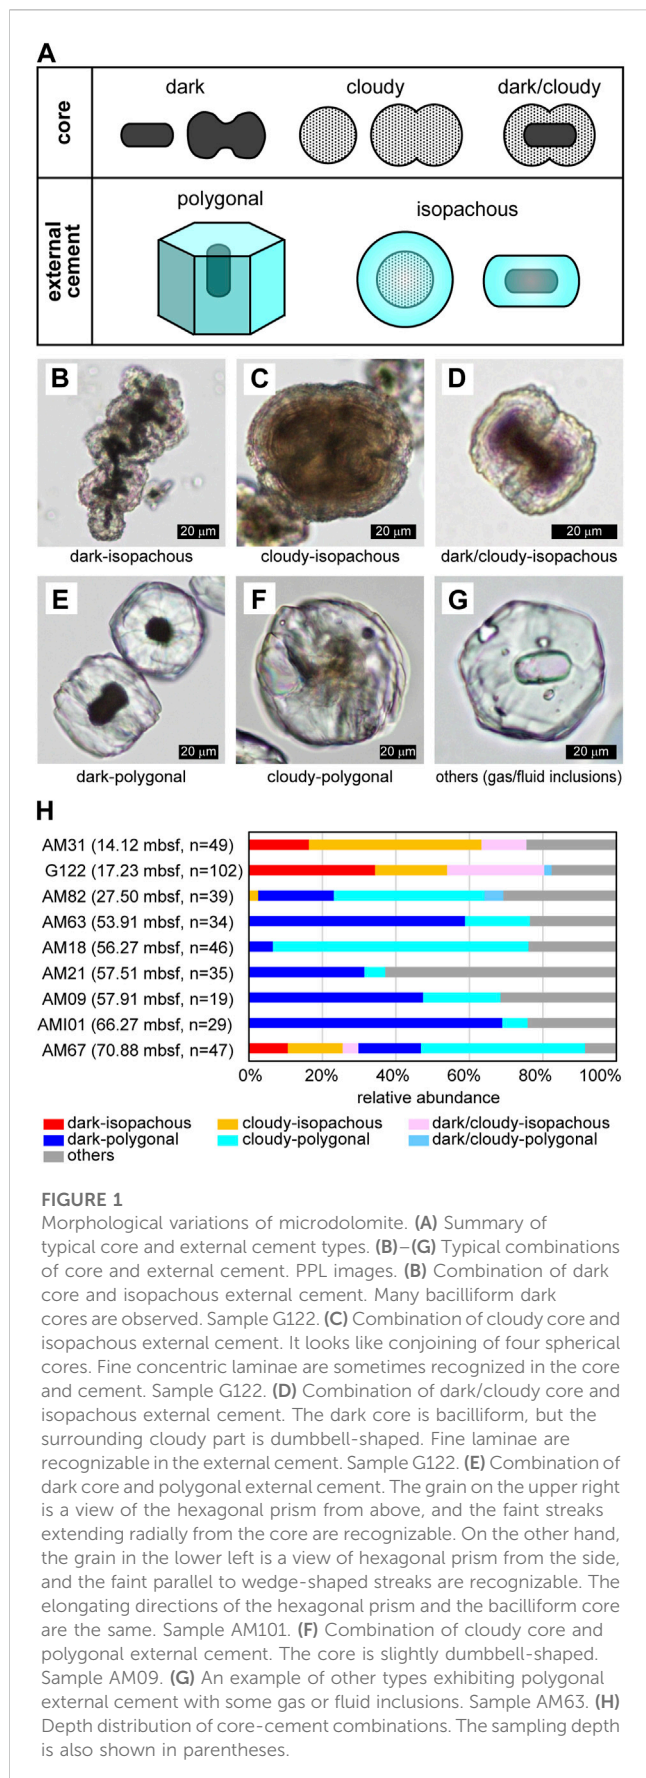 A
core
dark
cloudy
dark/cloudy
external
cement
polygonal
isopachous
B
20 µm
dark-isopachous
C
20 µm
cloudy-isopachous
D
20 µm
dark/cloudy-isopachous
E
20 µm
dark-polygonal
F
20 µm
cloudy-polygonal
G
20 µm
others (gas/fluid inclusions)
H
AM31 (14.12 mbsf, n=49)
G122 (17.23 mbsf, n=102)
AM82 (27.50 mbsf, n=39)
AM63 (53.91 mbsf, n=34)
AM18 (56.27 mbsf, n=46)
AM21 (57.51 mbsf, n=35)
AM09 (57.91 mbsf, n=19)
AMI01 (66.27 mbsf, n=29)
AM67 (70.88 mbsf, n=47)
0% 20% 40% 60% 80% 100%
relative abundance
dark-isopachous cloudy-isopachous dark/cloudy-isopachous
dark-polygonal cloudy-polygonal dark/cloudy-polygonal
others
FIGURE 1
Morphological variations of microdolomite. (A) Summary of
typical core and external cement types. (B)–(G) Typical combinations
of core and external cement. PPL images. (B) Combination of dark
core and isopachous external cement. Many bacilliform dark
cores are observed. Sample G122. (C) Combination of cloudy core and
isopachous external cement. It looks like conjoining of four spherical
cores. Fine concentric laminae are sometimes recognized in the core
and cement. Sample G122. (D) Combination of dark/cloudy core and
isopachous external cement. The dark core is bacilliform, but the
surrounding cloudy part is dumbbell-shaped. Fine laminae are
recognizable in the external cement. Sample G122. (E) Combination of
dark core and polygonal external cement. The grain on the upper right
is a view of the hexagonal prism from above, and the faint streaks
extending radially from the core are recognizable. On the other hand,
the grain in the lower left is a view of hexagonal prism from the side,
and the faint parallel to wedge-shaped streaks are recognizable. The
elongating directions of the hexagonal prism and the bacilliform core
are the same. Sample AM101. (F) Combination of cloudy core and
polygonal external cement. The core is slightly dumbbell-shaped.
Sample AM09. (G) An example of other types exhibiting polygonal
external cement with some gas or fluid inclusions. Sample AM63. (H)
Depth distribution of core-cement combinations. The sampling depth
is also shown in parentheses.